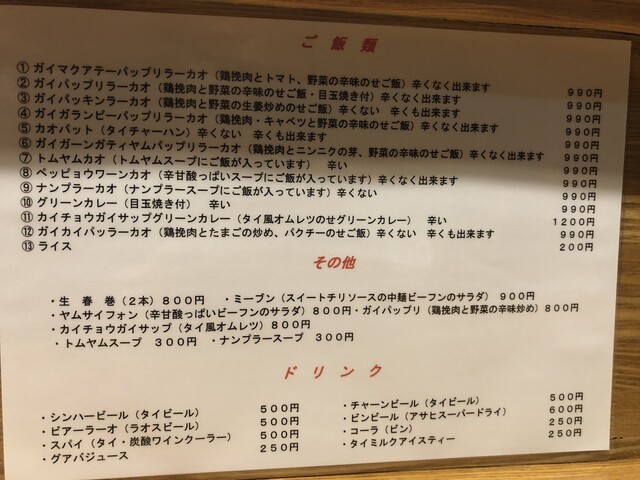 ご飯類
① ガイマクアテーパップリラーカオ（鶏挽肉とトマト、野菜の辛味のせご飯）辛くなく出来ます 990円
② ガイパップリラーカオ（鶏挽肉と野菜の辛味のせご飯・目玉焼き付）辛くなく出来ます 990円
③ ガイパッキンラーカオ（鶏挽肉と野菜の生姜炒めのせご飯）辛くない 辛くも出来ます 990円
④ ガイガランピーパップリラーカオ（鶏挽肉・キャベツと野菜の辛味のせご飯）辛くなく出来ます 990円
⑤ カオパット（タイチャーハン）辛くない 辛くも出来ます 990円
⑥ ガイガーンガティヤムパップリラーカオ（鶏挽肉とニンニクの芽、野菜の辛味のせご飯）辛くなく出来ます 990円
⑦ トムヤムカオ（トムヤムスープにご飯が入っています） 辛い 990円
⑧ ペッピョウワーンカオ（辛甘酸っぱいスープにご飯が入っています）辛くなく出来ます 990円
⑨ ナンプラーカオ（ナンプラースープにご飯が入っています）辛くない 990円
⑩ グリーンカレー（目玉焼き付） 辛い 990円
⑪ カイチョウガイサップグリーンカレー（タイ風オムレツのせグリーンカレー） 辛い 1200円
⑫ ガイカイパッラーカオ（鶏挽肉とたまごの炒め、パクチーのせご飯）辛くない 辛くも出来ます 990円
⑬ ライス 200円
その他
・生 春 巻（2本）800円 ・ミーブン（スイートチリソースの中麺ビーフンのサラダ） 900円
・ヤムサイフォン（辛甘酸っぱいビーフンのサラダ）800円・ガイパップリ（鶏挽肉と野菜の辛味炒め）800円
・カイチョウガイサップ（タイ風オムレツ）800円
・トムヤムスープ 300円 ・ナンプラースープ 300円
ドリンク
・シンハービール（タイビール） 500円 ・チャーンビール（タイビール） 500円
・ビアーラーオ（ラオスビール） 500円 ・ビンビール（アサヒスーパードライ） 600円
・スパイ（タイ・炭酸ワインクーラー） 500円 ・コーラ（ビン） 250円
・グアバジュース 250円 ・タイミルクアイスティー 250円